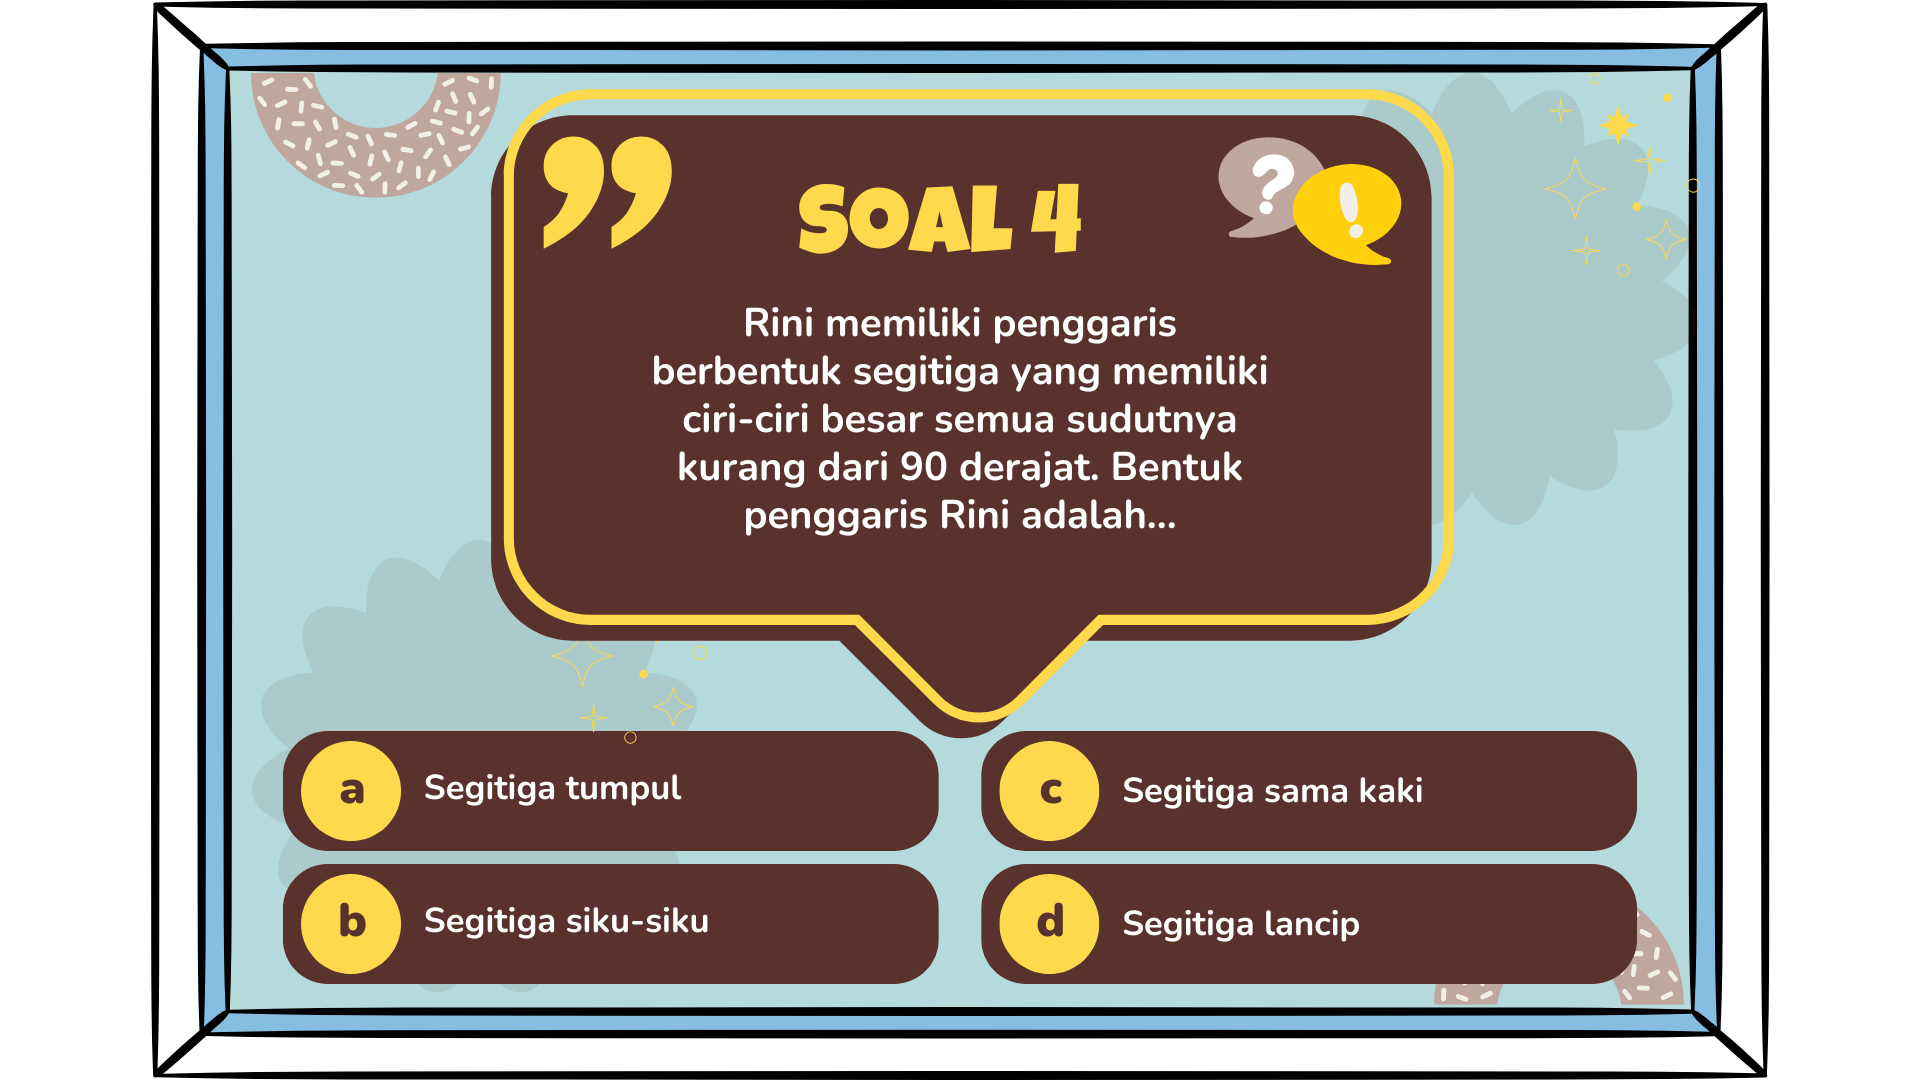 SOAL 4
Rini memiliki penggaris
berbentuk segitiga yang memiliki
ciri-ciri besar semua sudutnya
kurang dari 90 derajat. Bentuk
penggaris Rini adalah...
a Segitiga tumpul
b Segitiga siku-siku
c Segitiga sama kaki
d Segitiga lancip